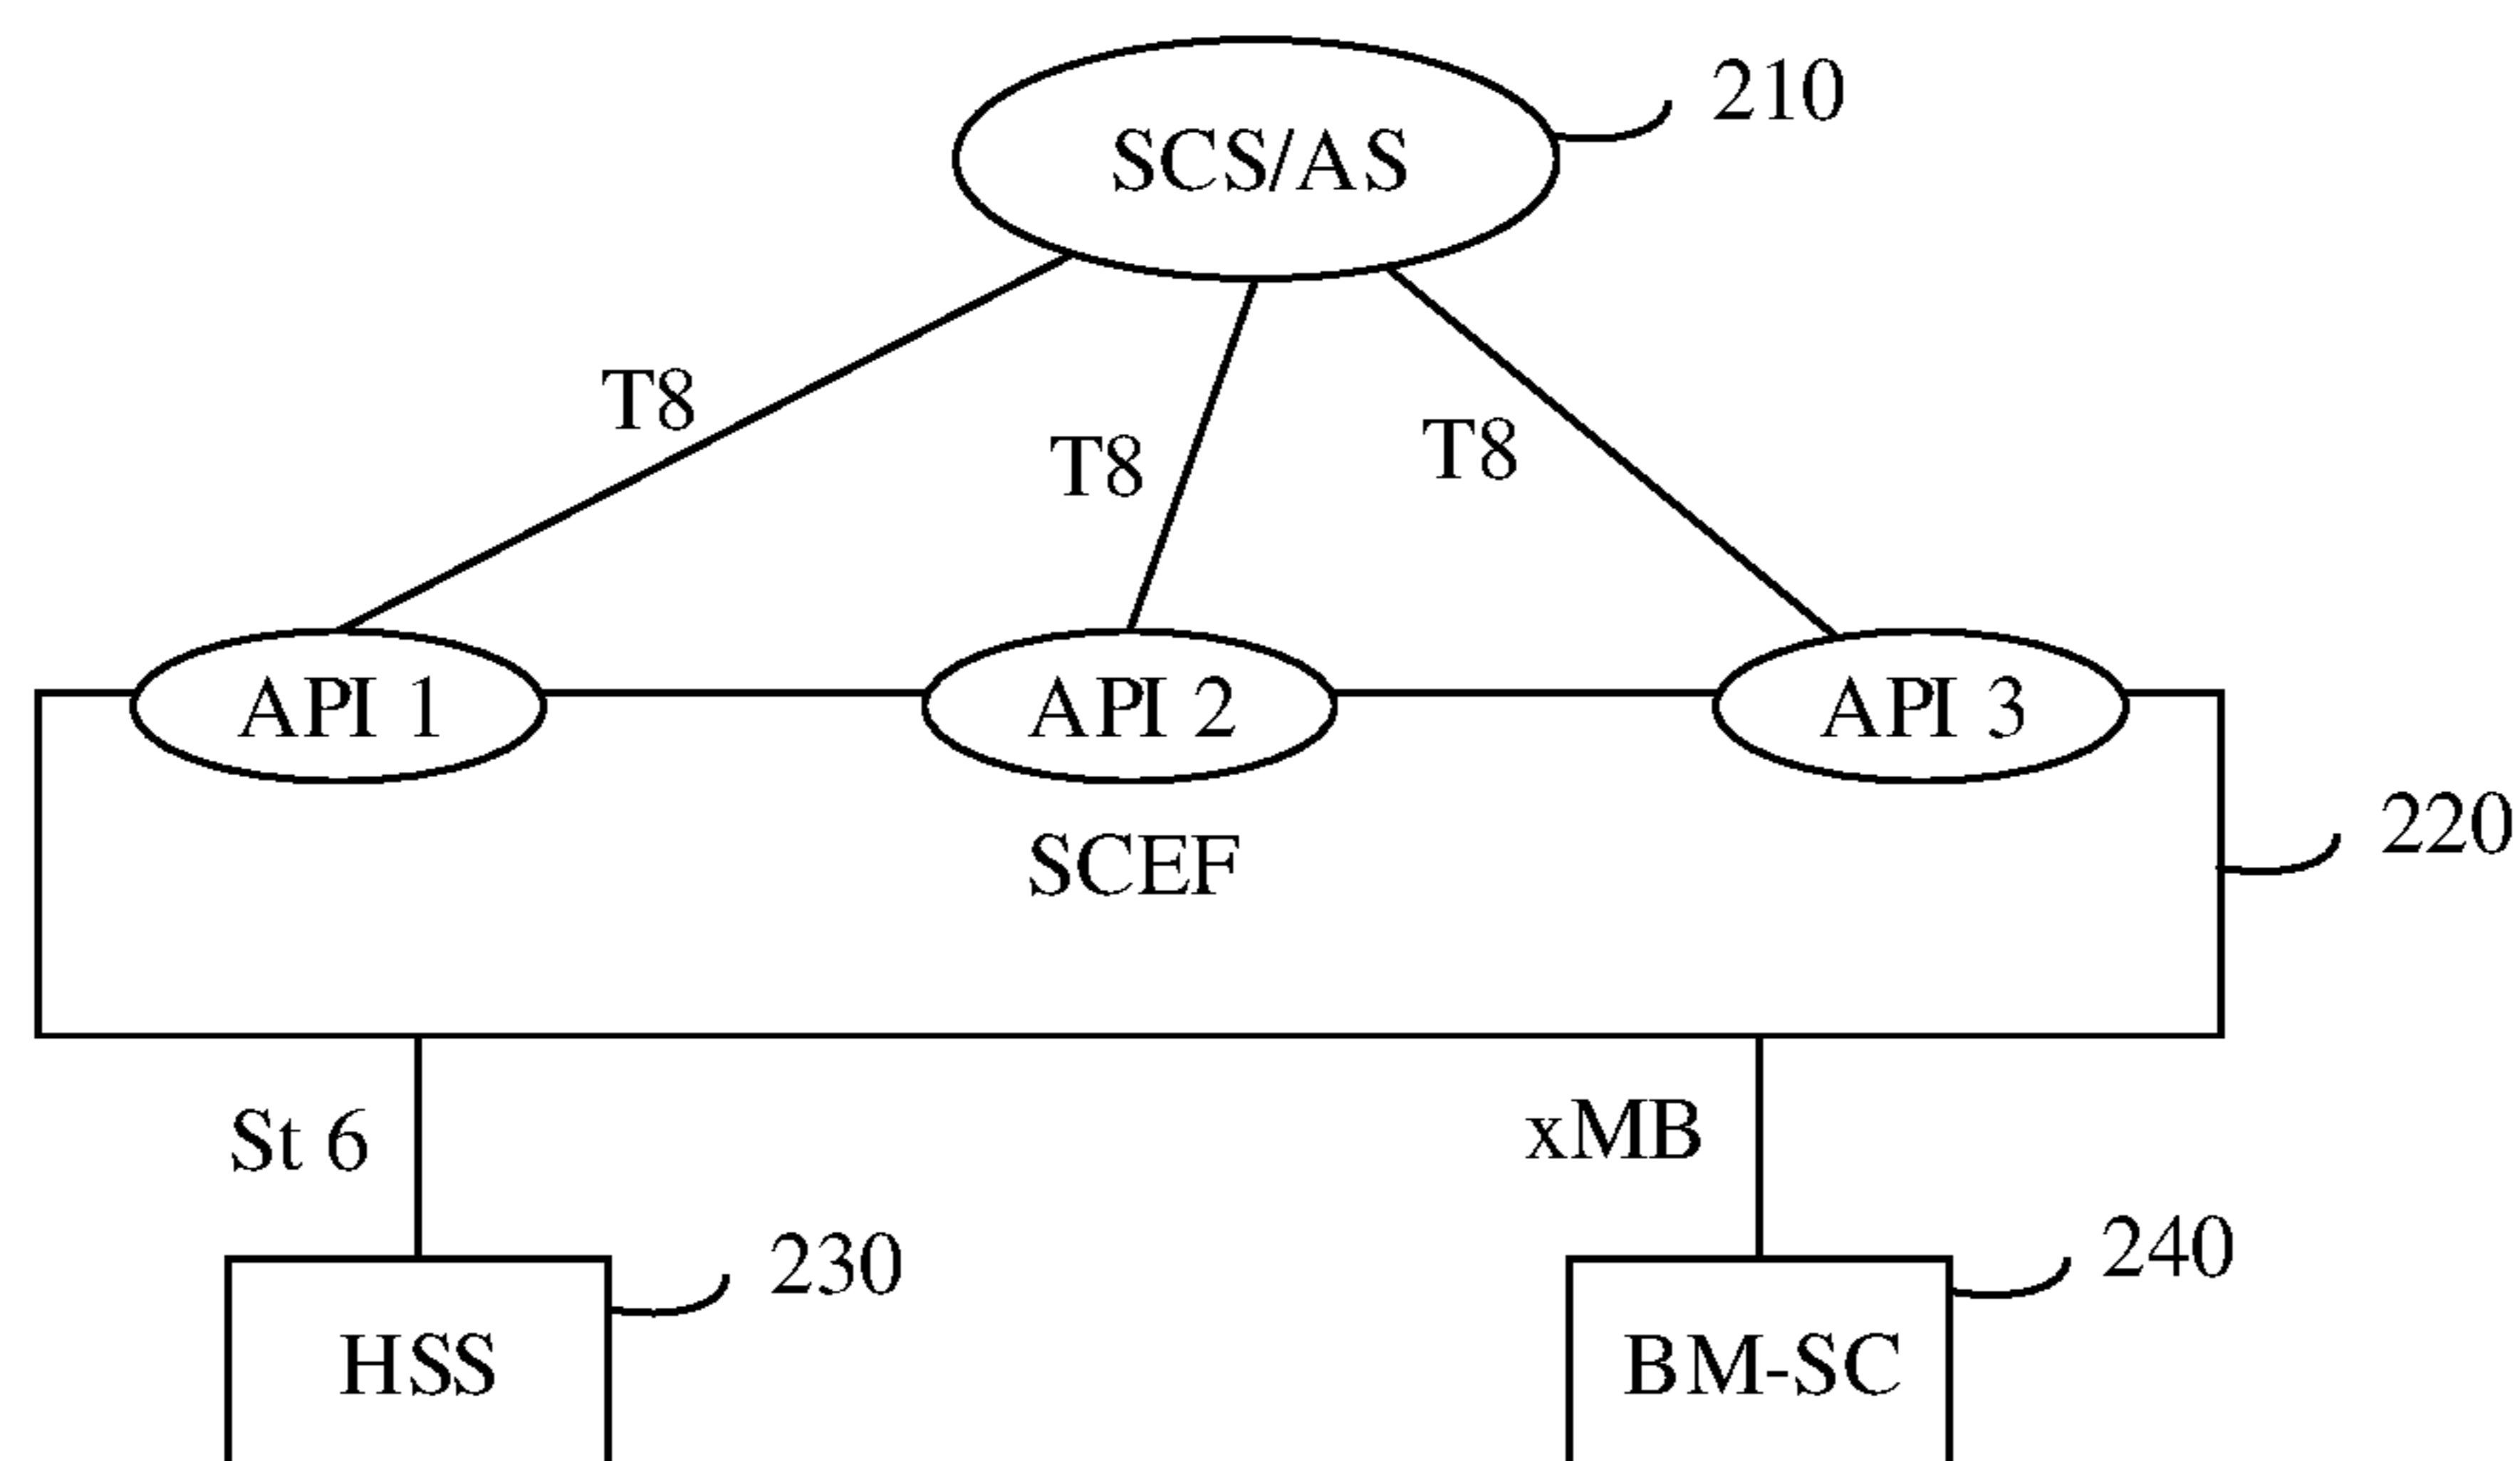 210
SCS/AS
T8
T8
T8
API 1
API 2
API 3
220
SCEF
St 6
xMB
230
240
HSS
BM-SC